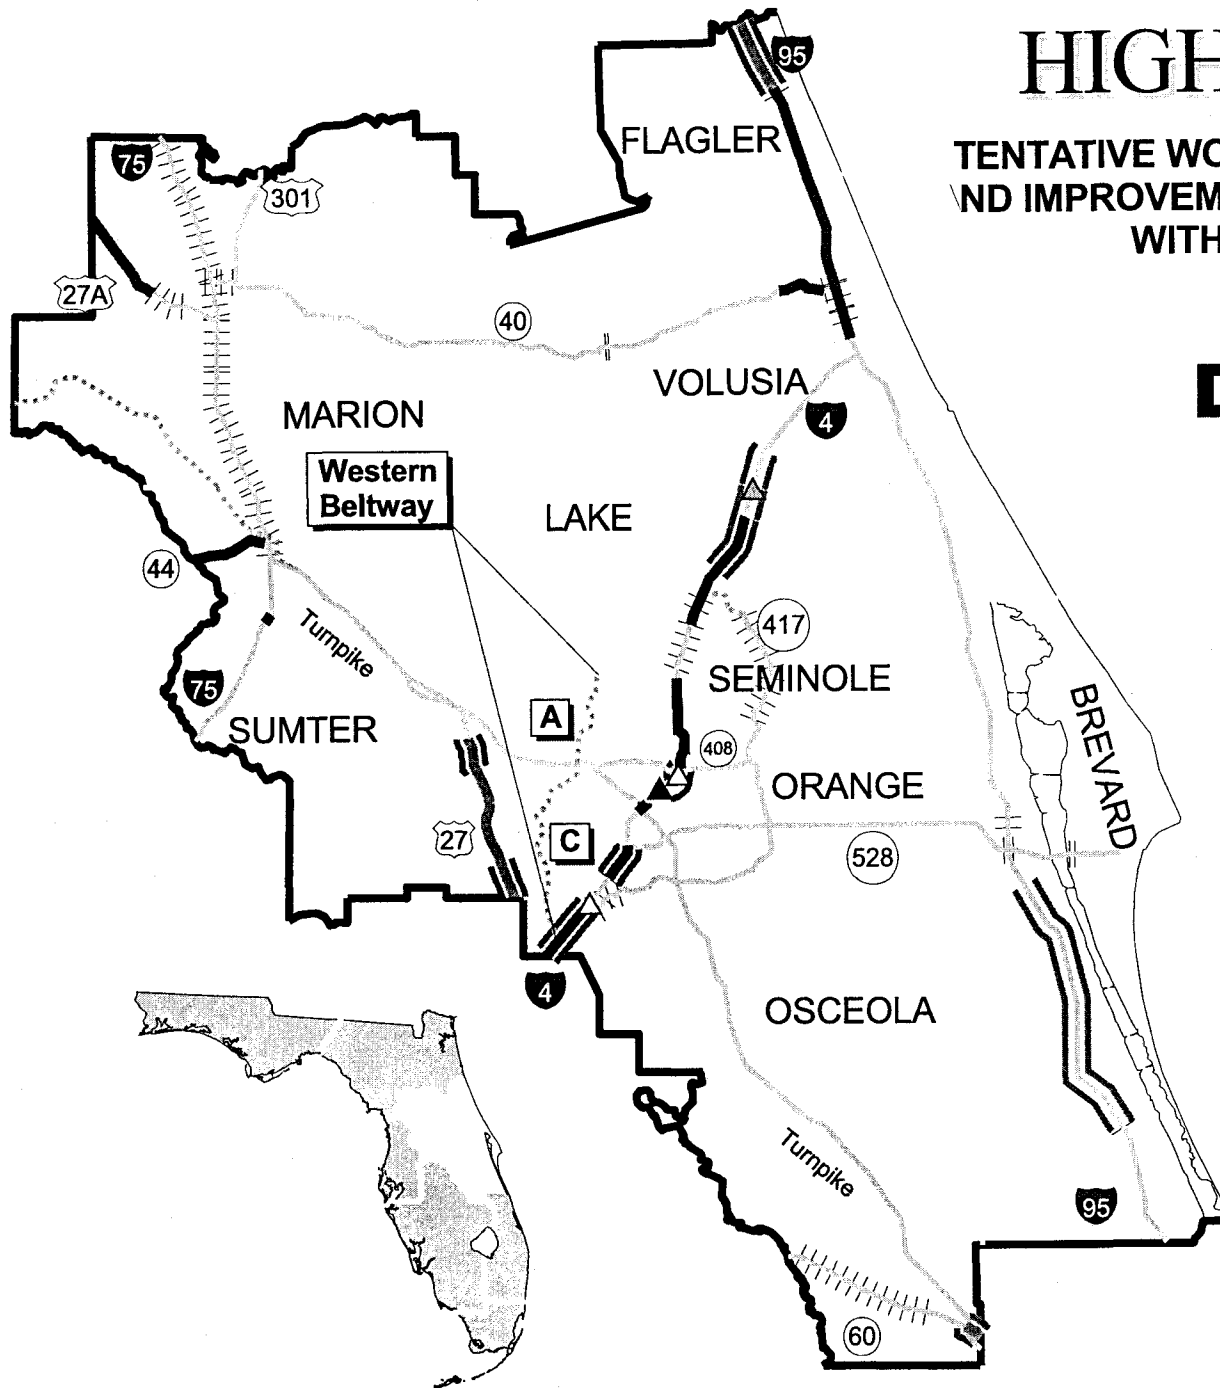 HIGH
95
FLAGLER
TENTATIVE WO
ND IMPROVEM
WITH
75
301
27A
40
VOLUSIA
D
MARION
4
Western
Beltway
LAKE
44
417
Turnpike
75
SEMINOLE
BREVARD
A
SUMTER
408
ORANGE
27
C
528
4
OSCEOLA
Turnpike
95
60